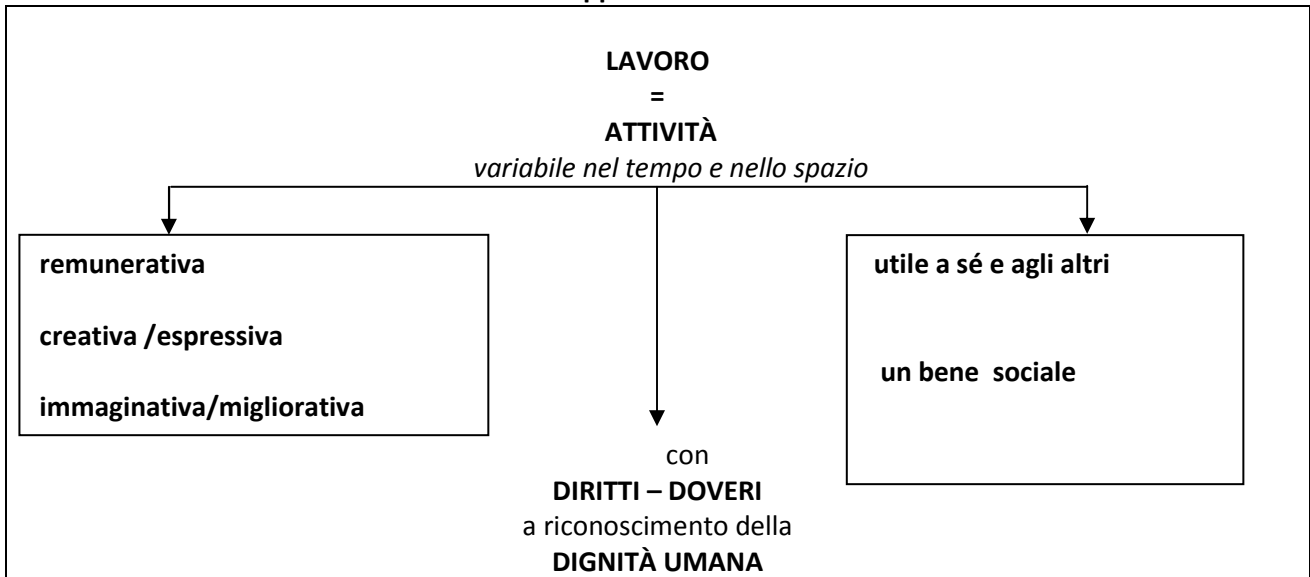 LAVORO
=
ATTIVITÀ
variabile nel tempo e nello spazio
remunerativa
creativa /espressiva
immaginativa/migliorativa
utile a sé e agli altri
un bene sociale
con
DIRITTI – DOVERI
a riconoscimento della
DIGNITÀ UMANA